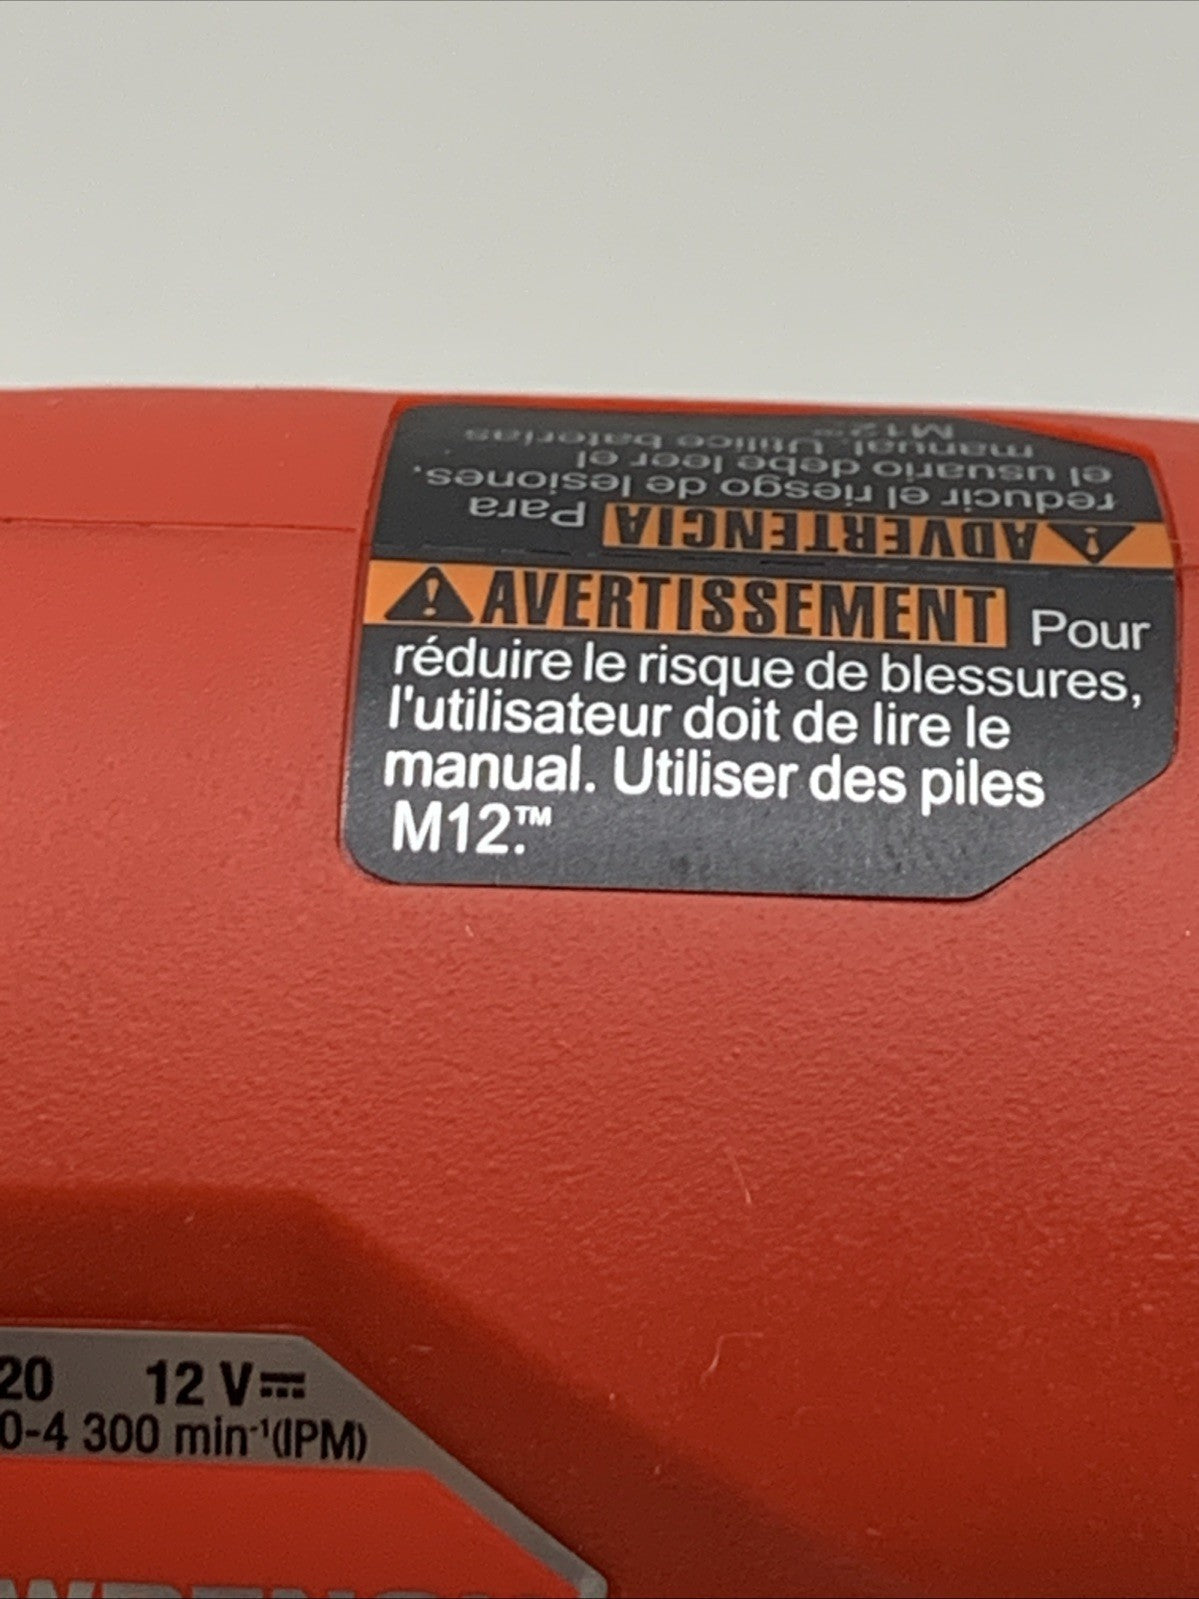 ADVERTENCIA Para
reducir el riesgo de lesiones,
el usuario debe leer el
manual. Utilice baterías
M12™
AVERTISSEMENT Pour
réduire le risque de blessures,
l'utilisateur doit de lire le
manual. Utiliser des piles
M12.™
20 12 V
0-4 300 min⁻¹(IPM)